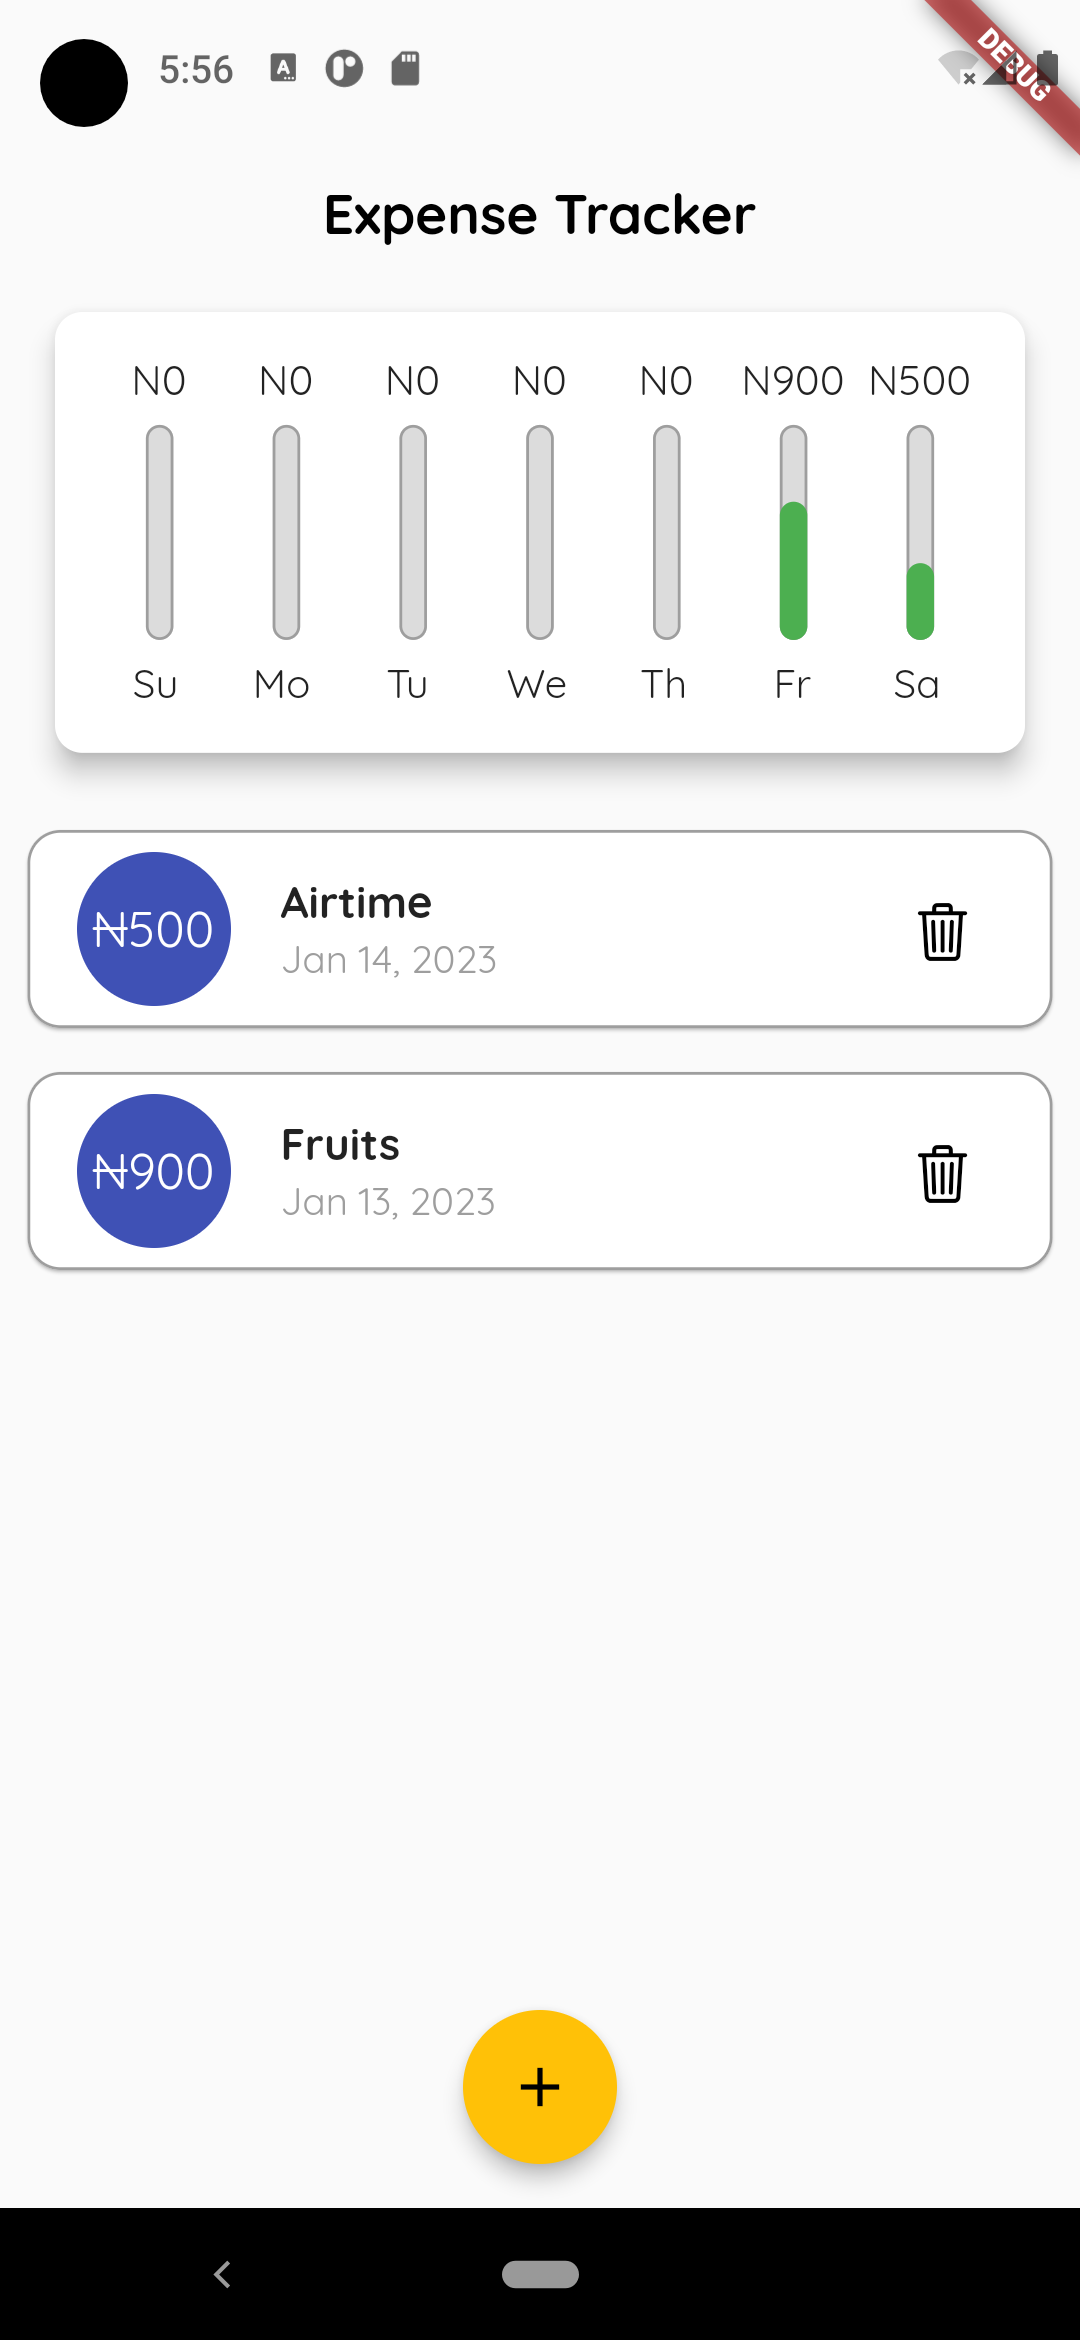 5:56
DEBUG
Expense Tracker
N0 N0 N0 N0 N0 N900 N500
Su Mo Tu We Th Fr Sa
₦500
Airtime
Jan 14, 2023
₦900
Fruits
Jan 13, 2023